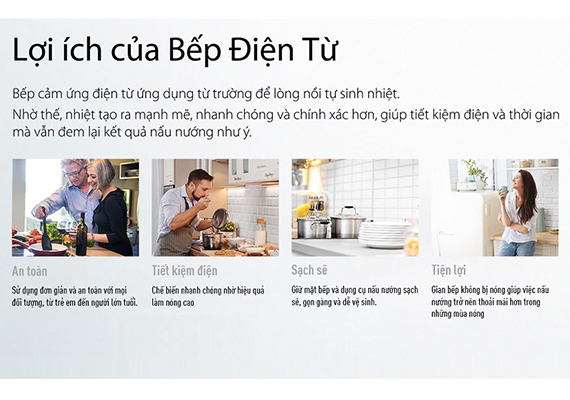 Lợi ích của Bếp Điện Từ
Bếp cảm ứng điện từ ứng dụng từ trường để lòng nồi tự sinh nhiệt.
Nhờ thế, nhiệt tạo ra mạnh mẽ, nhanh chóng và chính xác hơn, giúp tiết kiệm điện và thời gian
mà vẫn đem lại kết quả nấu nướng như ý.
An toàn
Sử dụng đơn giản và an toàn với mọi
đối tượng, từ trẻ em đến người lớn tuổi.
Tiết kiệm điện
Chế biến nhanh chóng nhờ hiệu quả
làm nóng cao
Sạch sẽ
Giữ mặt bếp và dụng cụ nấu nướng sạch
sẽ, gọn gàng và dễ vệ sinh.
Tiện lợi
Gian bếp không bị nóng giúp việc nấu
nướng trở nên thoải mái hơn trong
những mùa nóng